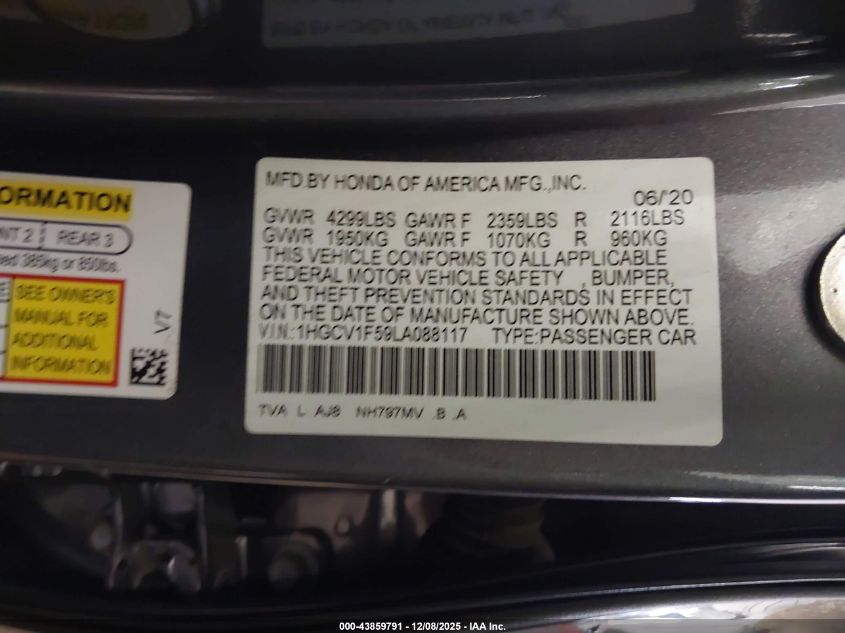 ORMATION
NT 2
REAR 3
385kg or 850lbs.
SEE OWNER'S
MANUAL FOR
ADDITIONAL
INFORMATION
V7
MFD.BY HONDA OF AMERICA MFG.,INC.
06/'20
GVWR 4299LBS GAWR F 2359LBS R 2116LBS
GVWR 1950KG GAWR F 1070KG R 960KG
THIS VEHICLE CONFORMS TO ALL APPLICABLE
FEDERAL MOTOR VEHICLE SAFETY , BUMPER,
AND THEFT PREVENTION STANDARDS IN EFFECT
ON THE DATE OF MANUFACTURE SHOWN ABOVE.
VIN.:1HGCV1F59LA088117 TYPE:PASSENGER CAR
TVA L AJ8 NH797MV .B .A
000-43859791 - 12/08/2025 - IAA Inc.